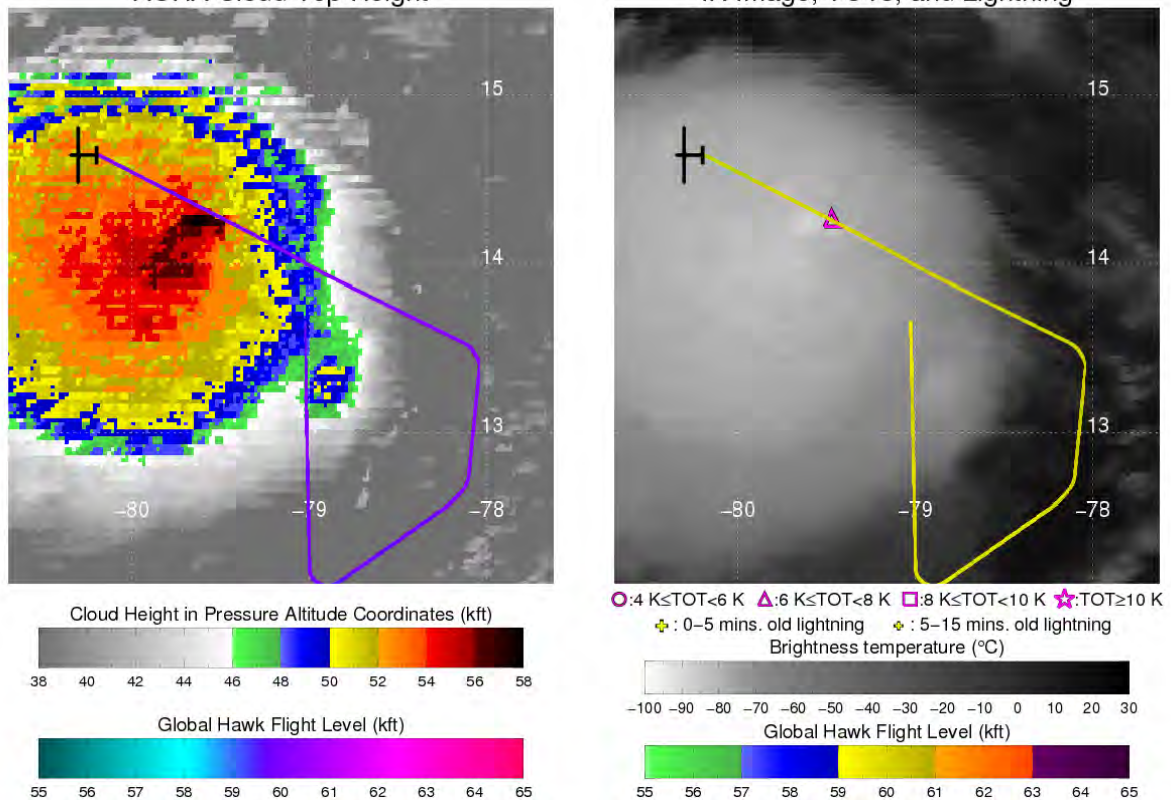 15
14
13
−80
−79
−78
15
14
13
−80
−79
−78
Cloud Height in Pressure Altitude Coordinates (kft)
38 40 42 44 46 48 50 52 54 56 58
Global Hawk Flight Level (kft)
55 56 57 58 59 60 61 62 63 64 65
:4 K≤TOT<6 K :6 K≤TOT<8 K :8 K≤TOT<10 K :TOT≥10 K
: 0−5 mins. old lightning : 5−15 mins. old lightning
Brightness temperature (°C)
−100 −90 −80 −70 −60 −50 −40 −30 −20 −10 0 10 20 30
Global Hawk Flight Level (kft)
55 56 57 58 59 60 61 62 63 64 65